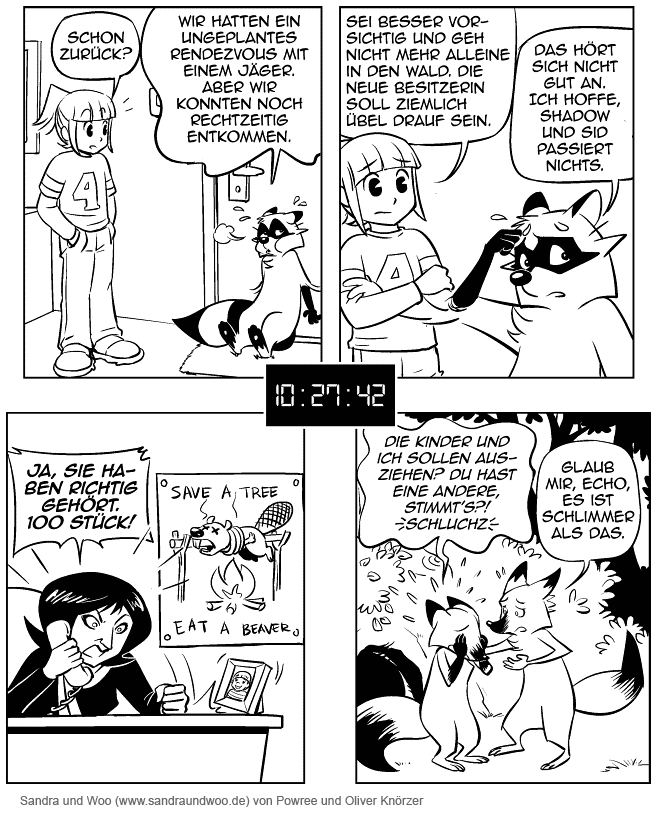 SCHON
ZURÜCK?
WIR HATTEN EIN
UNGEPLANTES
RENDEZVOUS MIT
EINEM JÄGER.
ABER WIR
KONNTEN NOCH
RECHTZEITIG
ENTKOMMEN.
4
SEI BESSER VOR-
SICHTIG UND GEH
NICHT MEHR ALLEINE
IN DEN WALD. DIE
NEUE BESITZERIN
SOLL ZIEMLICH
ÜBEL DRAUF SEIN.
DAS HÖRT
SICH NICHT
GUT AN.
ICH HOFFE,
SHADOW
UND SID
PASSIERT
NICHTS.
4
10:27:42
JA, SIE HA-
BEN RICHTIG
GEHÖRT.
100 STÜCK!
SAVE A TREE
EAT A BEAVER
DIE KINDER UND
ICH SOLLEN AUS-
ZIEHEN? DU HAST
EINE ANDERE,
STIMMT'S?!
SCHLUCHZ
GLAUB
MIR, ECHO,
ES IST
SCHLIMMER
ALS DAS.
Sandra und Woo (www.sandraundwoo.de) von Powree und Oliver Knörzer